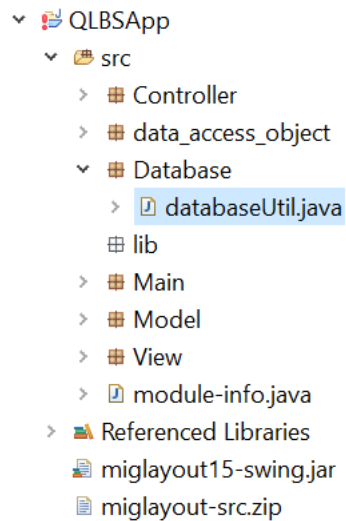 QLBSApp
src
Controller
data_access_object
Database
databaseUtil.java
lib
Main
Model
View
module-info.java
Referenced Libraries
miglayout15-swing.jar
miglayout-src.zip